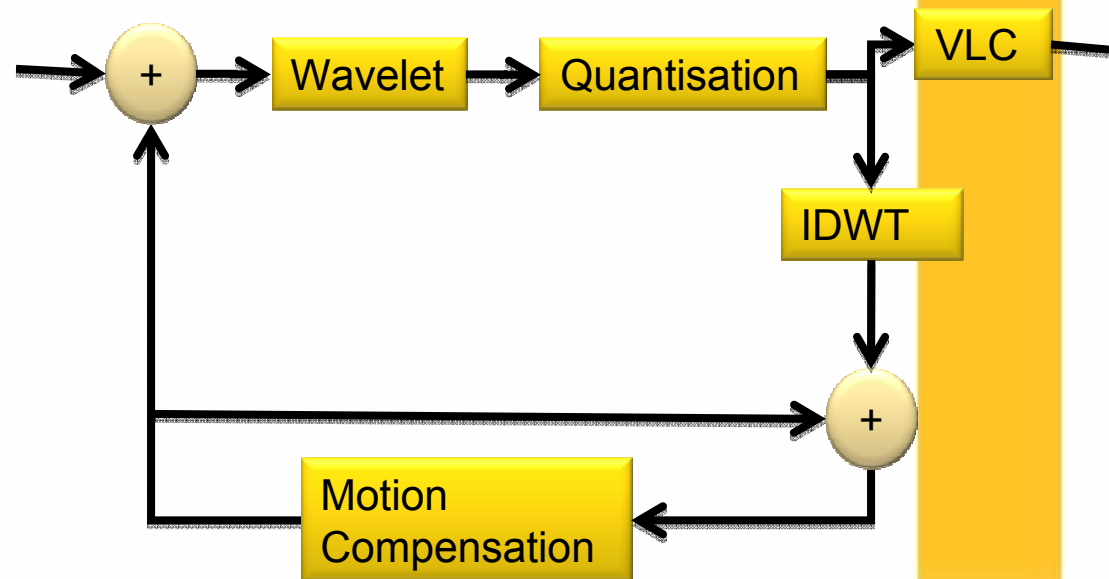 +
Wavelet
Quantisation
VLC
IDWT
+
Motion
Compensation